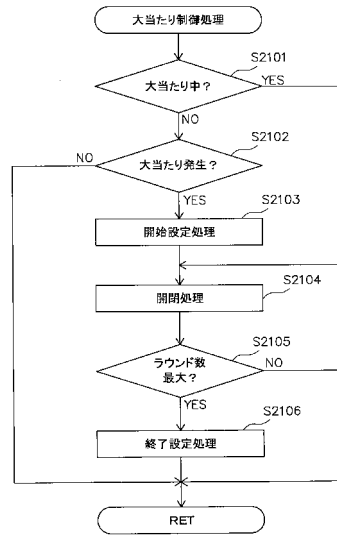 大当たり制御処理
S2101
大当たり中?
YES
NO
S2102
NO
大当たり発生?
YES
S2103
開始設定処理
S2104
開閉処理
S2105
ラウンド数
最大?
NO
YES
S2106
終了設定処理
RET